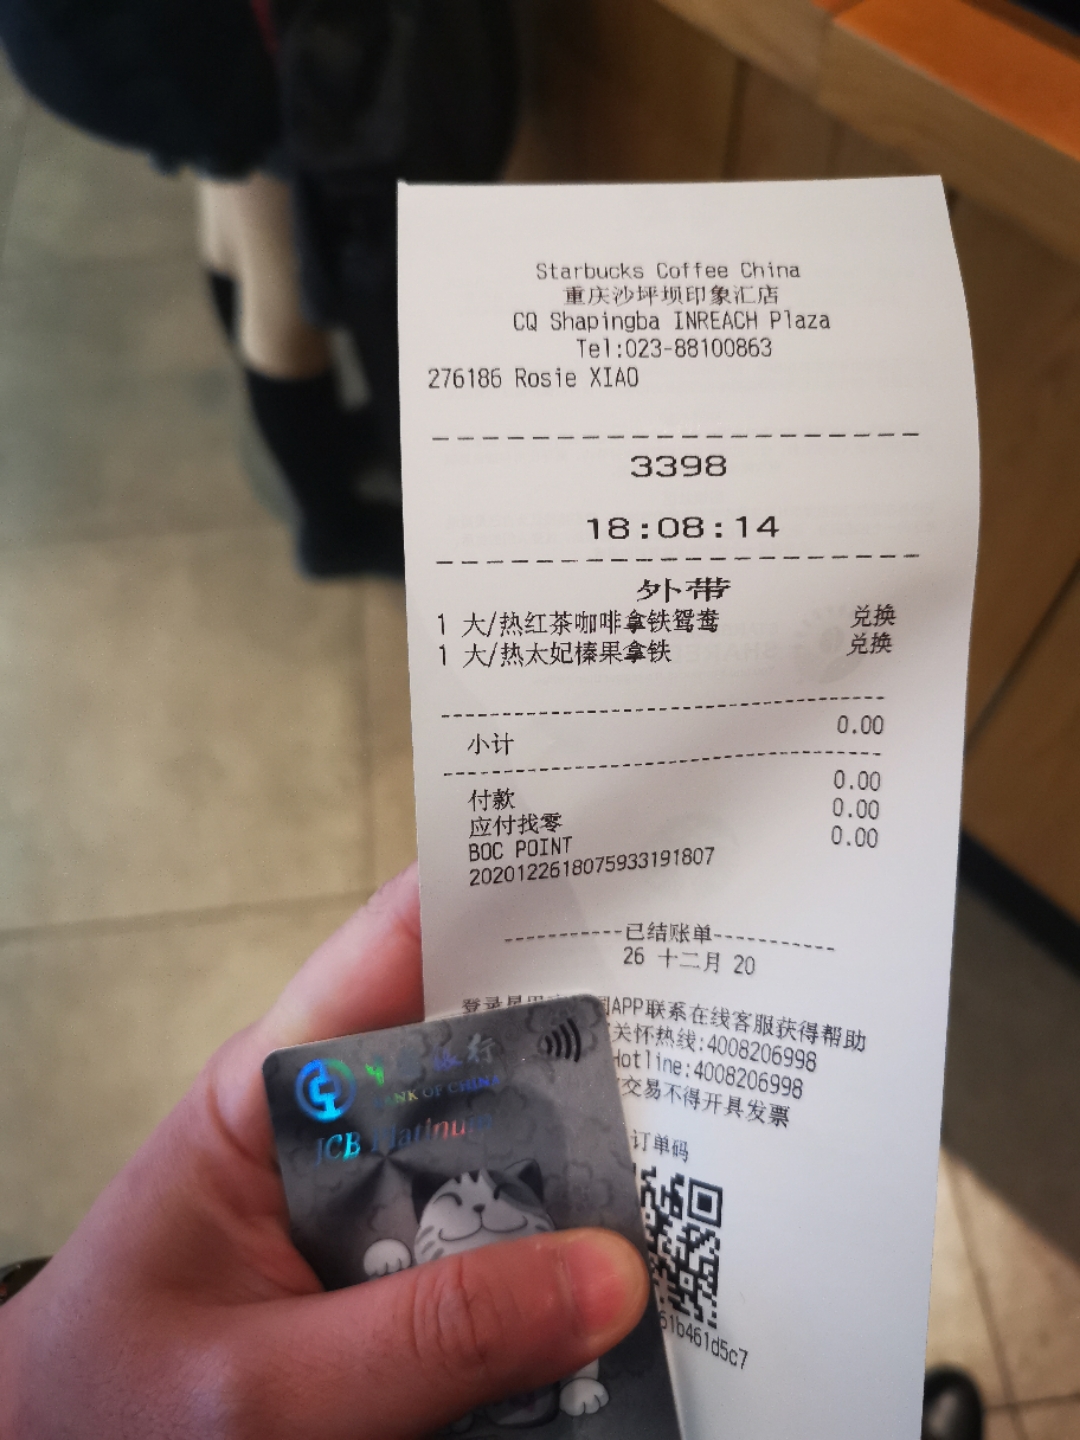 Starbucks Coffee China
重庆沙坪坝印象汇店
CQ Shapingba INREACH Plaza
Tel:023-88100863
276186 Rosie XIAO
3398
18:08:14
外带
1 大/热红茶咖啡拿铁鸳鸯 兑换
1 大/热太妃榛果拿铁 兑换
小计 0.00
付款 0.00
应付找零 0.00
BOC POINT 0.00
2020122618075933191807
已结账单
26 十二月 20
APP联系在线客服获得帮助
关怀热线:4008206998
Hotline:4008206998
交易不得开具发票
订单码
61b461d5c7
中国银行
BANK OF CHINA
JCB Platinum